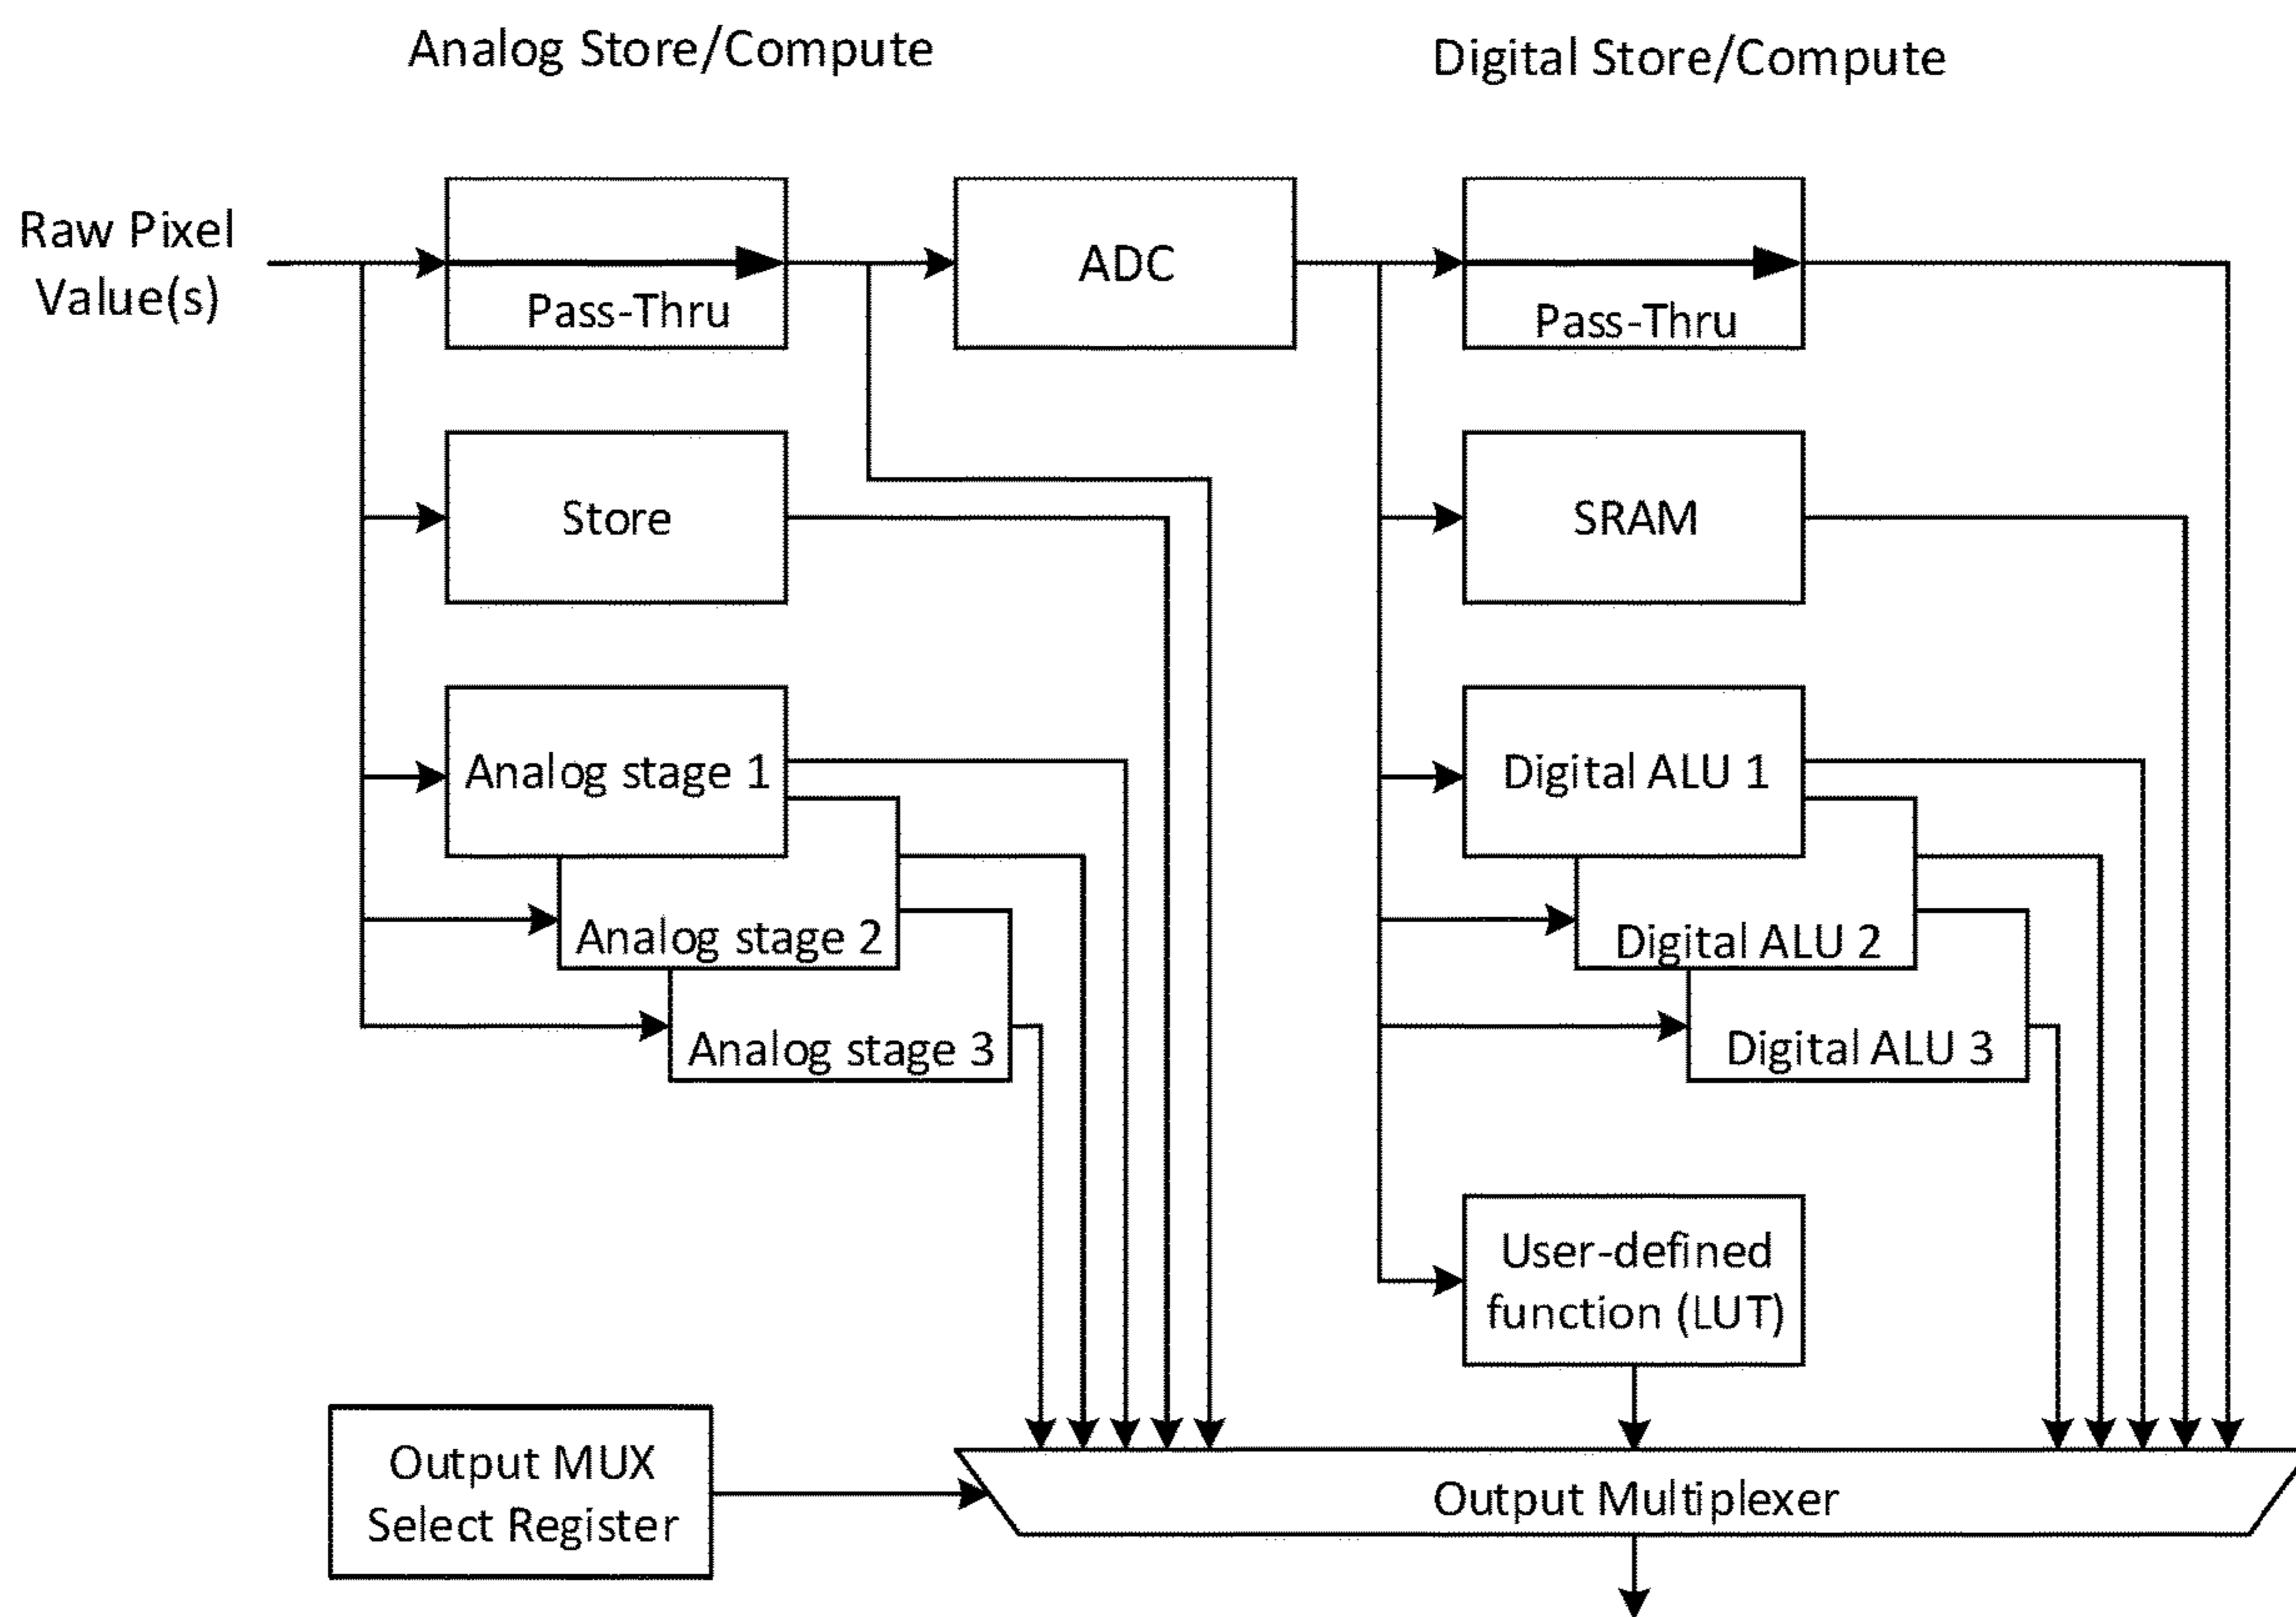 Analog Store/Compute
Digital Store/Compute
Raw Pixel
Value(s)
Pass-Thru
ADC
Pass-Thru
Store
SRAM
Analog stage 1
Digital ALU 1
Analog stage 2
Digital ALU 2
Analog stage 3
Digital ALU 3
User-defined
function (LUT)
Output MUX
Select Register
Output Multiplexer